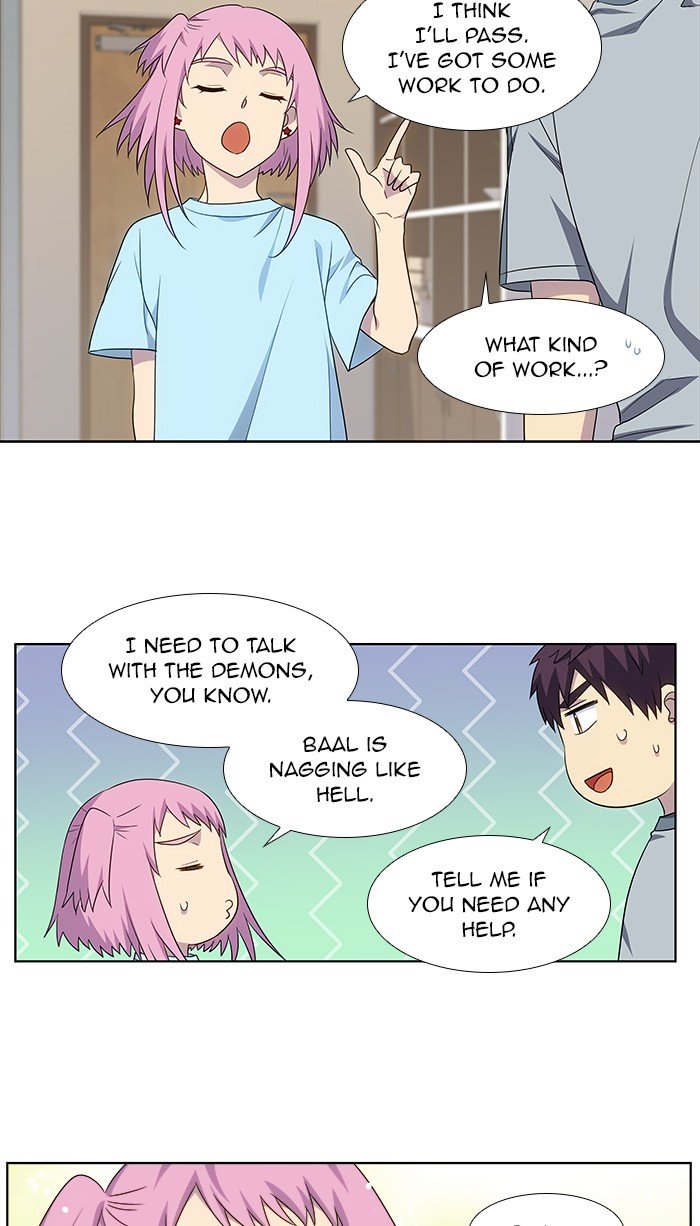 I THINK
I'LL PASS.
I'VE GOT SOME
WORK TO DO.
WHAT KIND
OF WORK...?
I NEED TO TALK
WITH THE DEMONS,
YOU KNOW.
BAAL IS
NAGGING LIKE
HELL.
TELL ME IF
YOU NEED ANY
HELP.